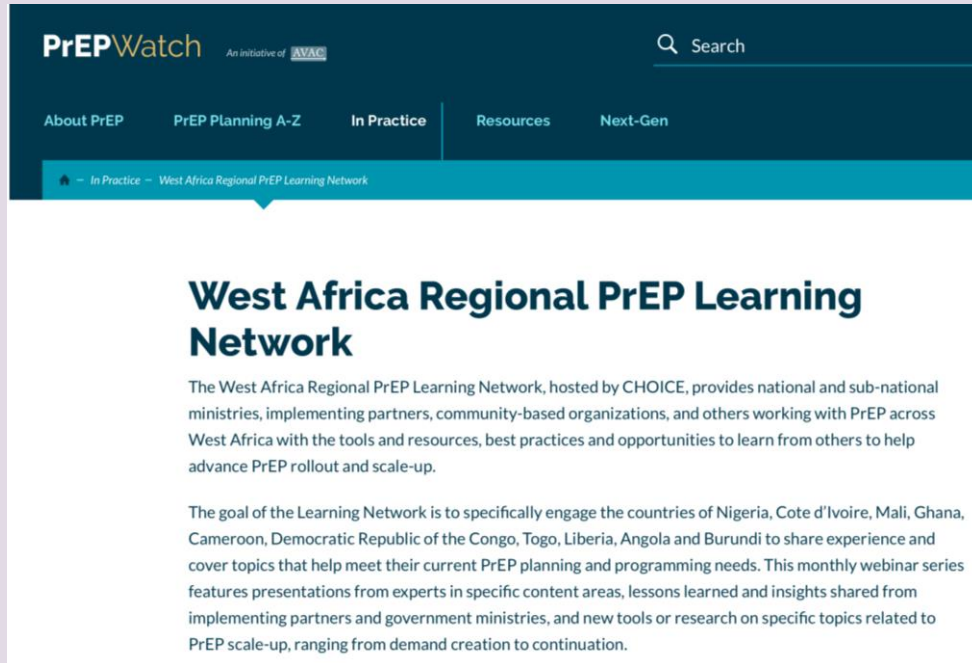 PrEPWatch An initiative of AVAC
Search
About PrEP PrEP Planning A-Z In Practice Resources Next-Gen
– In Practice – West Africa Regional PrEP Learning Network
West Africa Regional PrEP Learning
Network
The West Africa Regional PrEP Learning Network, hosted by CHOICE, provides national and sub-national
ministries, implementing partners, community-based organizations, and others working with PrEP across
West Africa with the tools and resources, best practices and opportunities to learn from others to help
advance PrEP rollout and scale-up.
The goal of the Learning Network is to specifically engage the countries of Nigeria, Cote d'Ivoire, Mali, Ghana,
Cameroon, Democratic Republic of the Congo, Togo, Liberia, Angola and Burundi to share experience and
cover topics that help meet their current PrEP planning and programming needs. This monthly webinar series
features presentations from experts in specific content areas, lessons learned and insights shared from
implementing partners and government ministries, and new tools or research on specific topics related to
PrEP scale-up, ranging from demand creation to continuation.